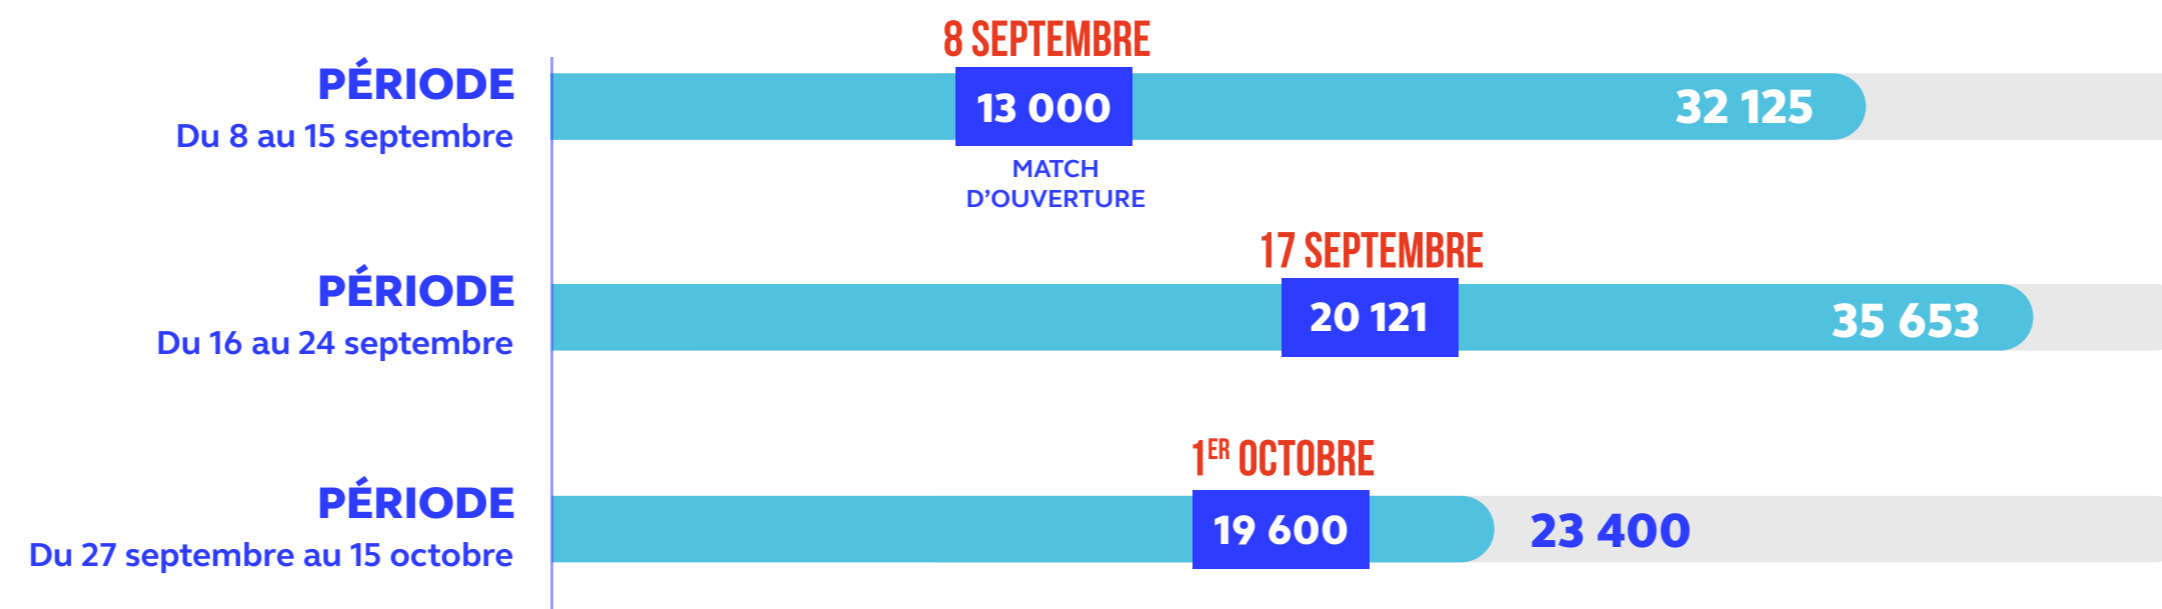 8 SEPTEMBRE
PÉRIODE
Du 8 au 15 septembre
13 000
32 125
MATCH
D’OUVERTURE
17 SEPTEMBRE
PÉRIODE
Du 16 au 24 septembre
20 121
35 653
1ER OCTOBRE
PÉRIODE
Du 27 septembre au 15 octobre
19 600
23 400